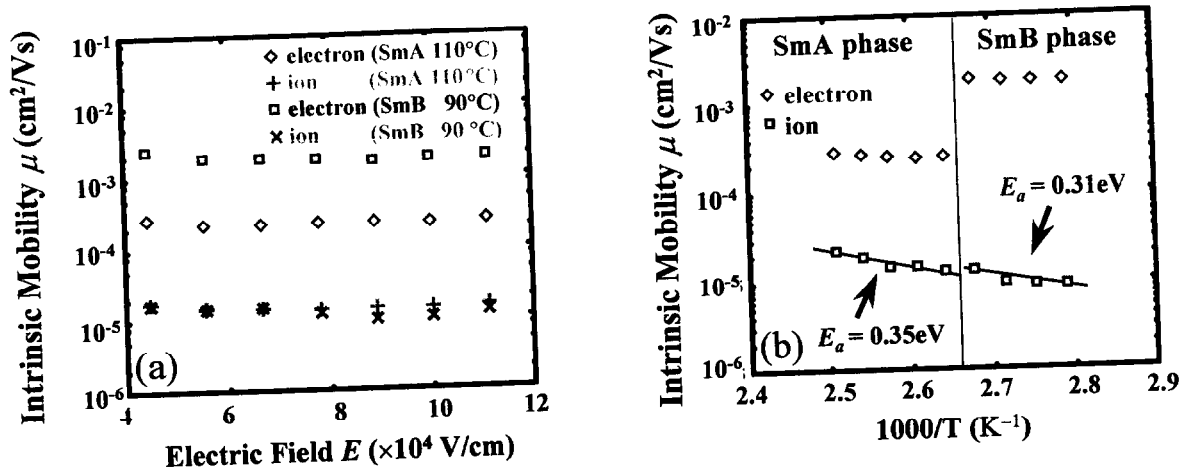 10⁻¹
10⁻²
10⁻³
10⁻⁴
10⁻⁵
10⁻⁶
Intrinsic Mobility μ (cm²/Vs)
◇ electron (SmA 110°C)
+ ion (SmA 110°C)
□ electron (SmB 90°C)
× ion (SmB 90 °C)
(a)
4 6 8 10 12
Electric Field E (×10⁴ V/cm)
10⁻²
10⁻³
10⁻⁴
10⁻⁵
10⁻⁶
Intrinsic Mobility μ (cm²/Vs)
SmA phase SmB phase
◇ electron
□ ion
Eₐ = 0.31eV
Eₐ = 0.35eV
(b)
2.4 2.5 2.6 2.7 2.8 2.9
1000/T (K⁻¹)